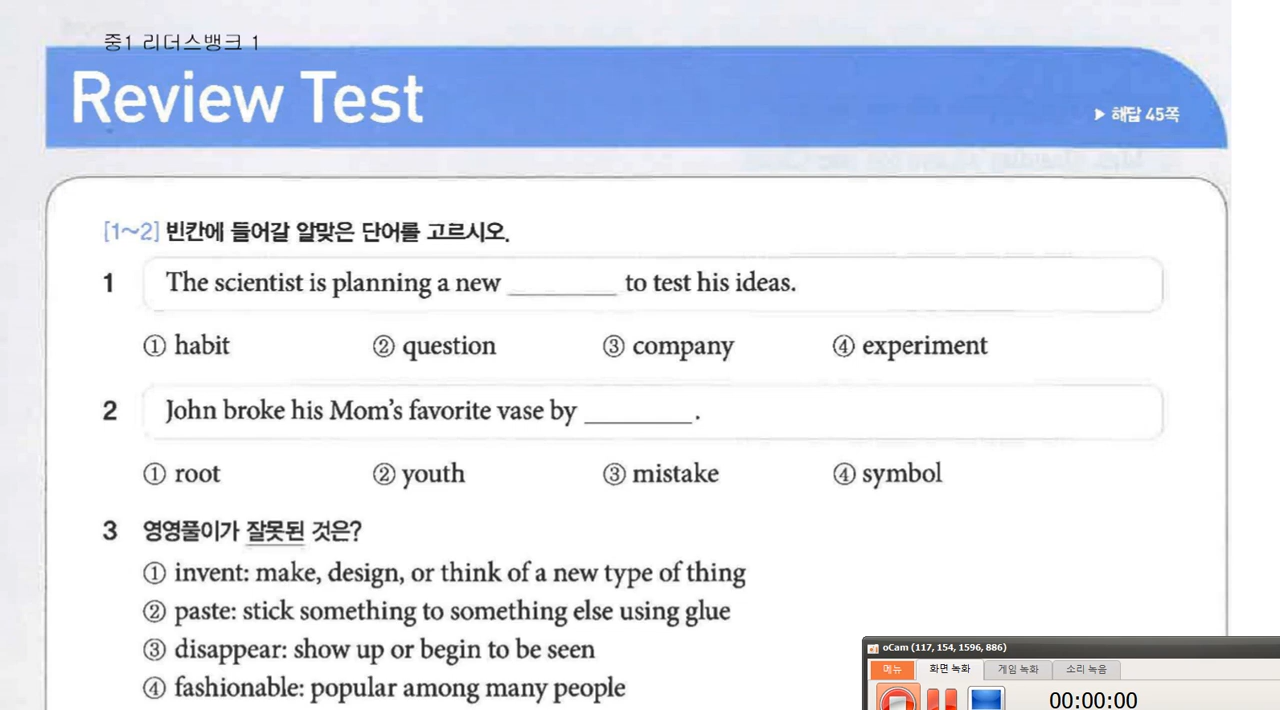 중1 리더스뱅크 1
Review Test
▶ 해답 45쪽
[1~2] 빈칸에 들어갈 알맞은 단어를 고르시오.
1 The scientist is planning a new ________ to test his ideas.
① habit ② question ③ company ④ experiment
2 John broke his Mom's favorite vase by ________.
① root ② youth ③ mistake ④ symbol
3 영영풀이가 잘못된 것은?
① invent: make, design, or think of a new type of thing
② paste: stick something to something else using glue
③ disappear: show up or begin to be seen
④ fashionable: popular among many people
oCam (117, 154, 1596, 886)
메뉴 화면 녹화 게임 녹화 소리 녹음
00:00:00